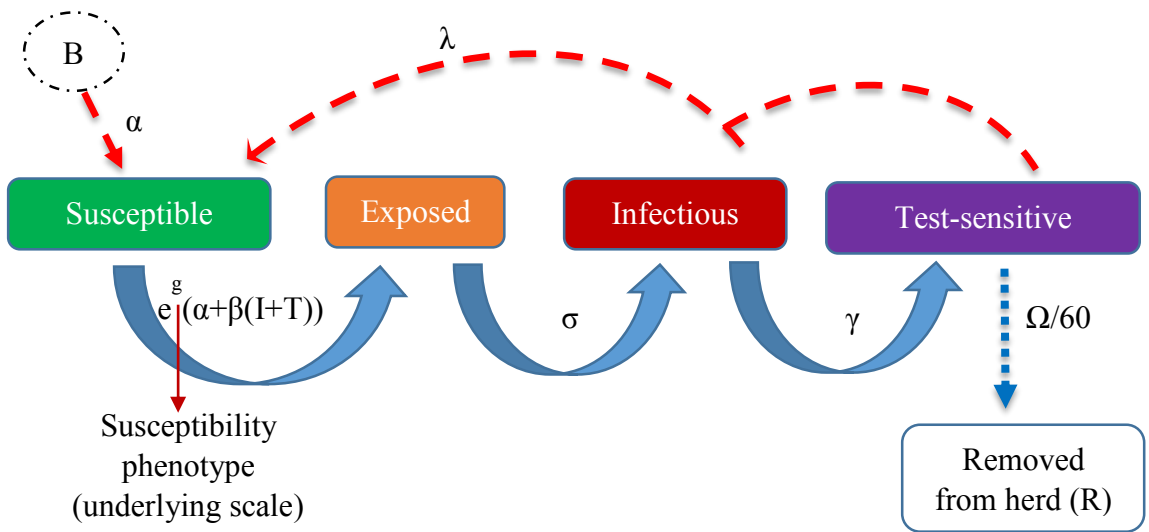 B
λ
α
Susceptible
Exposed
Infectious
Test-sensitive
e^g(α+β(I+T))
σ
γ
Ω/60
Susceptibility
phenotype
(underlying scale)
Removed
from herd (R)